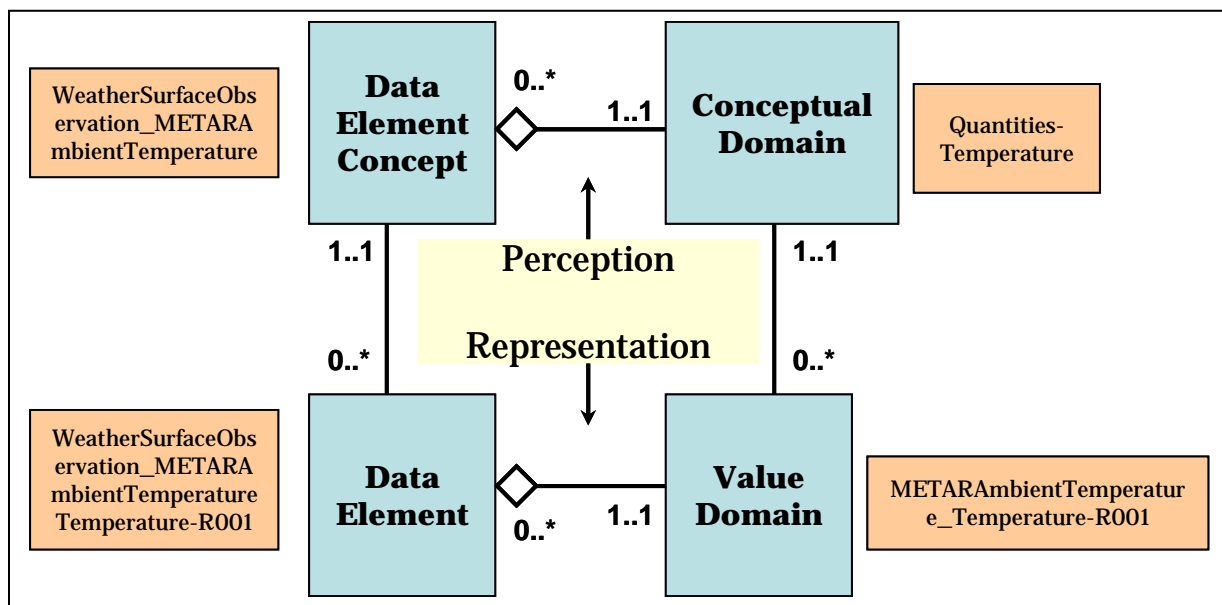 WeatherSurfaceObs
ervation_METARA
mbientTemperature
Data
Element
Concept
0..*
1..1
Conceptual
Domain
Quantities-
Temperature
1..1
1..1
Perception
Representation
0..*
0..*
WeatherSurfaceObs
ervation_METARA
mbientTemperature
Temperature-R001
Data
Element
0..*
1..1
Value
Domain
METARAmbientTemperatur
e_Temperature-R001